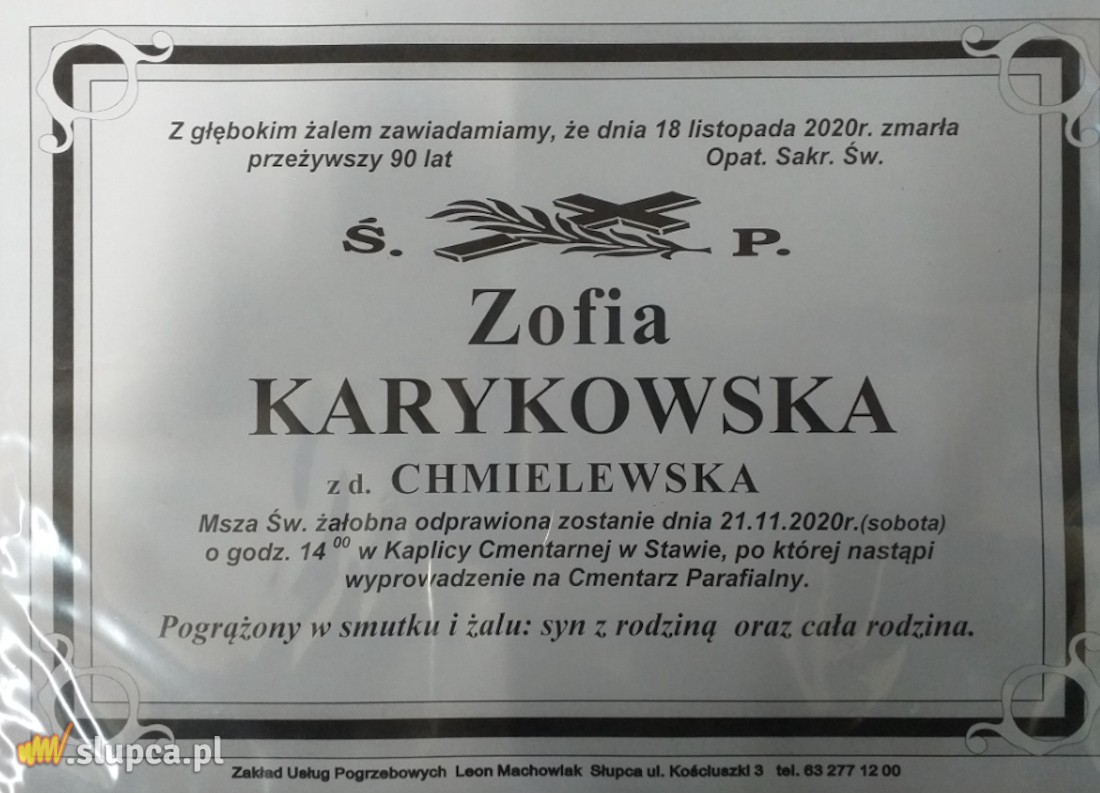 Z głębokim żalem zawiadamiamy, że dnia 18 listopada 2020r. zmarła
przeżywszy 90 lat Opat. Sakr. Św.
Ś. P.
Zofia
KARYKOWSKA
z d. CHMIELEWSKA
Msza Św. żałobna odprawiona zostanie dnia 21.11.2020r.(sobota)
o godz. 14 00 w Kaplicy Cmentarnej w Stawie, po której nastąpi
wyprowadzenie na Cmentarz Parafialny.
Pogrążony w smutku i żalu: syn z rodziną oraz cała rodzina.
www.slupca.pl
Zakład Usług Pogrzebowych Leon Machowiak Słupca ul. Kościuszki 3 tel. 63 277 12 00